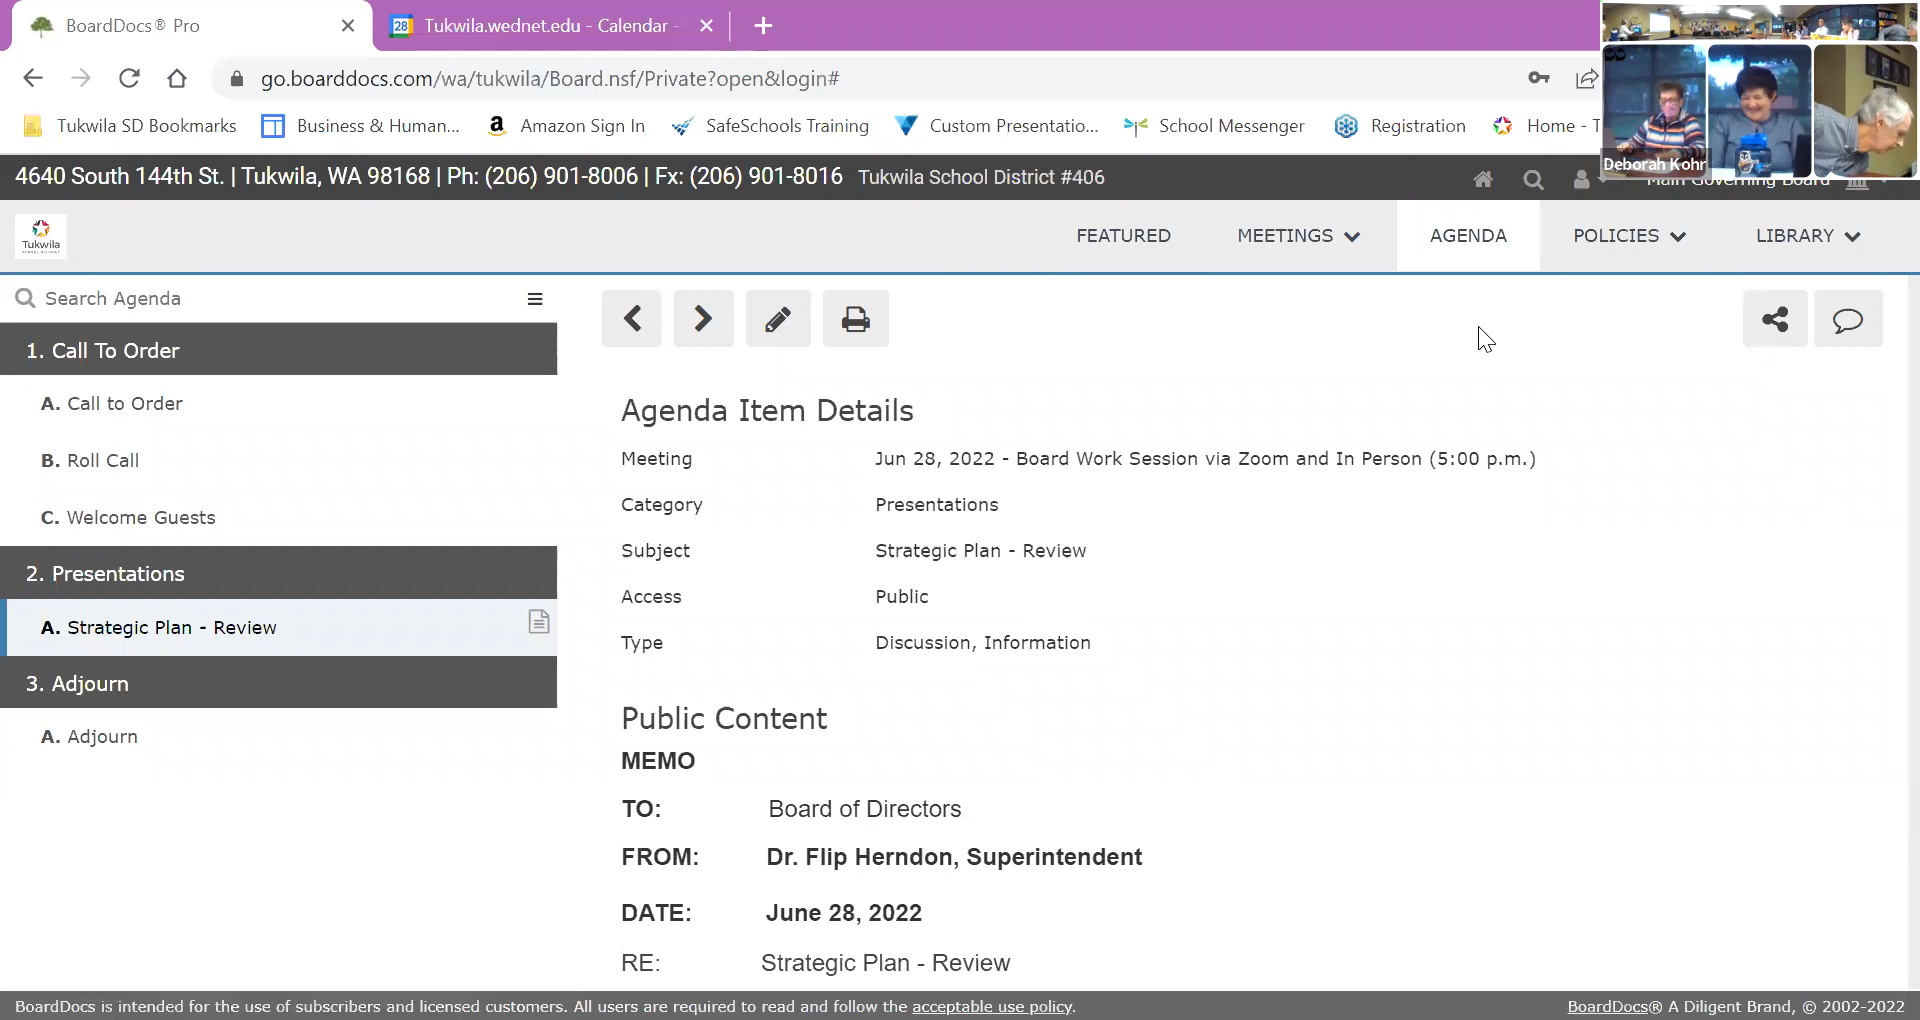 BoardDocs® Pro
Tukwila.wednet.edu - Calendar -
go.boarddocs.com/wa/tukwila/Board.nsf/Private?open&login#
Tukwila SD Bookmarks Business & Human... Amazon Sign In SafeSchools Training Custom Presentatio... School Messenger Registration Home - T
Deborah Kohr
4640 South 144th St. | Tukwila, WA 98168 | Ph: (206) 901-8006 | Fx: (206) 901-8016 Tukwila School District #406
Main Governing Board
Tukwila
FEATURED MEETINGS AGENDA POLICIES LIBRARY
Search Agenda
1. Call To Order
A. Call to Order
B. Roll Call
C. Welcome Guests
2. Presentations
A. Strategic Plan - Review
3. Adjourn
A. Adjourn
Agenda Item Details
Meeting Jun 28, 2022 - Board Work Session via Zoom and In Person (5:00 p.m.)
Category Presentations
Subject Strategic Plan - Review
Access Public
Type Discussion, Information
Public Content
MEMO
TO: Board of Directors
FROM: Dr. Flip Herndon, Superintendent
DATE: June 28, 2022
RE: Strategic Plan - Review
BoardDocs is intended for the use of subscribers and licensed customers. All users are required to read and follow the acceptable use policy.
BoardDocs® A Diligent Brand, © 2002-2022